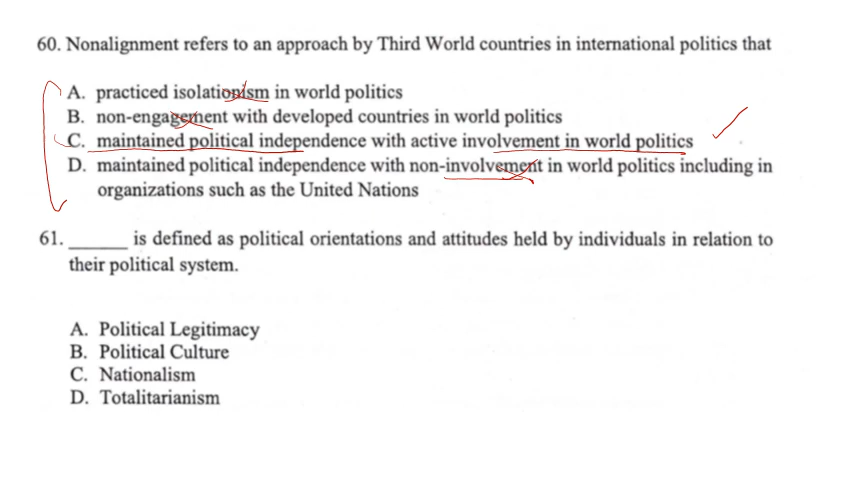 60. Nonalignment refers to an approach by Third World countries in international politics that
A. practiced isolationism in world politics
B. non-engagement with developed countries in world politics
C. maintained political independence with active involvement in world politics
D. maintained political independence with non-involvement in world politics including in
organizations such as the United Nations
61. ______ is defined as political orientations and attitudes held by individuals in relation to
their political system.
A. Political Legitimacy
B. Political Culture
C. Nationalism
D. Totalitarianism